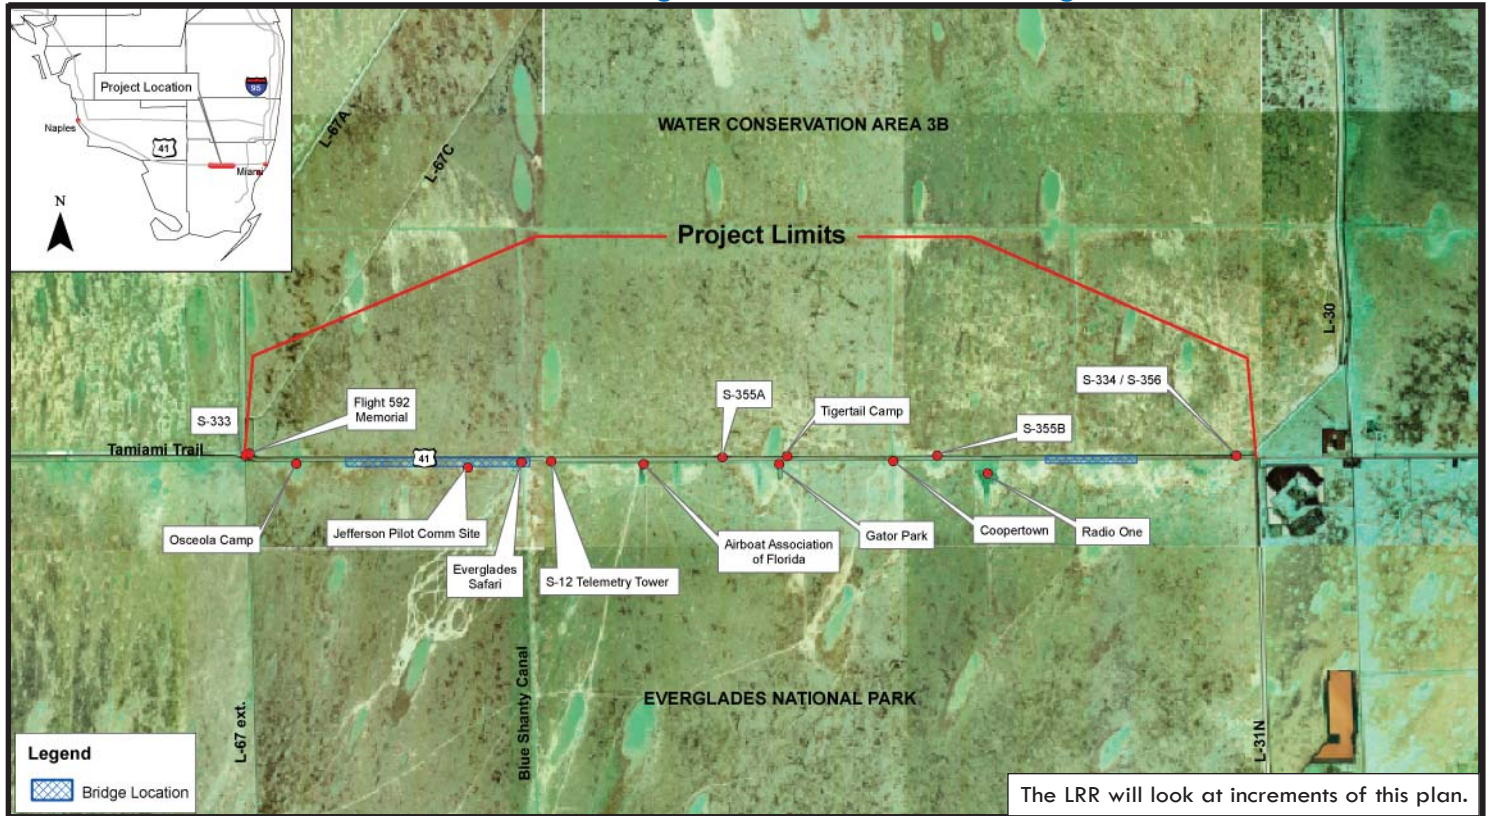 Project Location
95
Naples
41
Miami
N
L-67A
L-67C
WATER CONSERVATION AREA 3B
Project Limits
L-30
S-333
Flight 592
Memorial
S-355A
Tigertail Camp
S-355B
S-334 / S-356
Tamiami Trail
41
Osceola Camp
Jefferson Pilot Comm Site
Everglades
Safari
S-12 Telemetry Tower
Airboat Association
of Florida
Gator Park
Coopertown
Radio One
L-67 ext.
Blue Shanty Canal
EVERGLADES NATIONAL PARK
L-31N
Legend
Bridge Location
The LRR will look at increments of this plan.